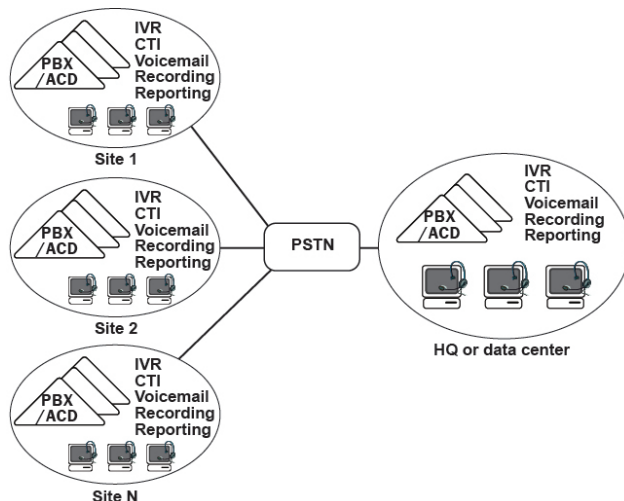 IVR
CTI
Voicemail
Recording
Reporting
PBX
ACD
Site 1
IVR
CTI
Voicemail
Recording
Reporting
PBX
ACD
Site 2
IVR
CTI
Voicemail
Recording
Reporting
PBX
ACD
Site N
PSTN
IVR
CTI
Voicemail
Recording
Reporting
PBX
ACD
HQ or data center